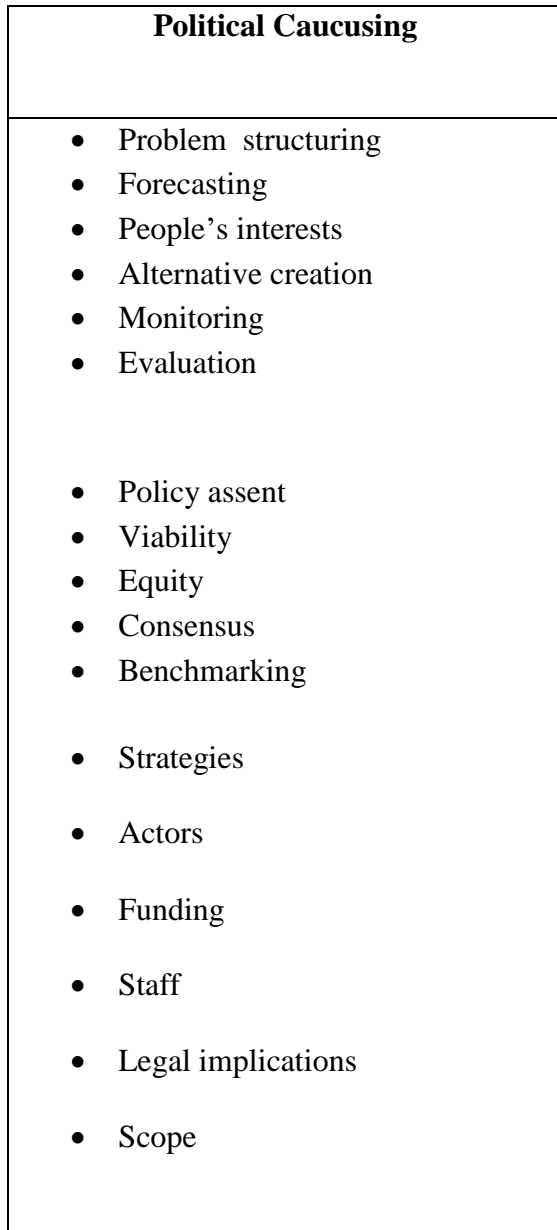 Political Caucusing
• Problem structuring
• Forecasting
• People’s interests
• Alternative creation
• Monitoring
• Evaluation
• Policy assent
• Viability
• Equity
• Consensus
• Benchmarking
• Strategies
• Actors
• Funding
• Staff
• Legal implications
• Scope